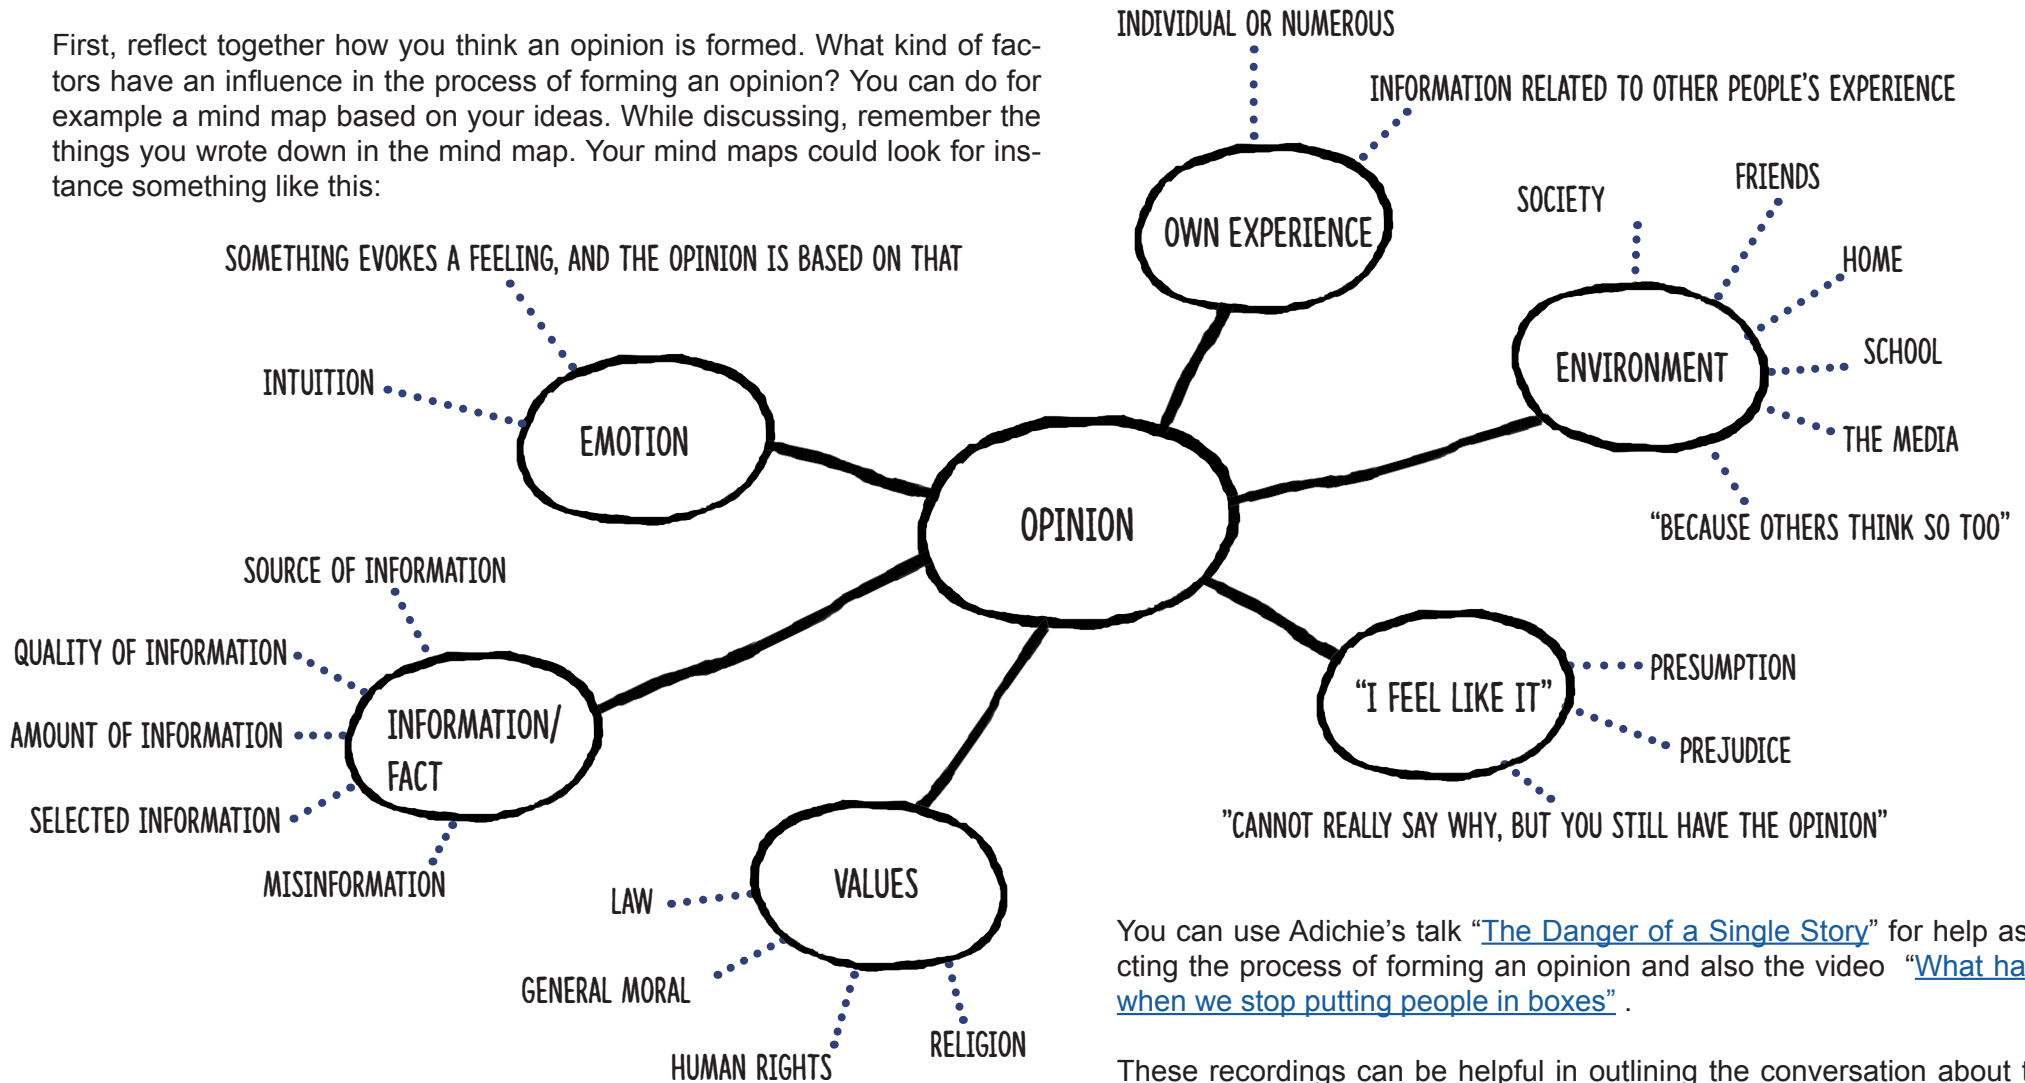 First, reflect together how you think an opinion is formed. What kind of fac-
tors have an influence in the process of forming an opinion? You can do for
example a mind map based on your ideas. While discussing, remember the
things you wrote down in the mind map. Your mind maps could look for ins-
tance something like this:
INDIVIDUAL OR NUMEROUS
INFORMATION RELATED TO OTHER PEOPLE'S EXPERIENCE
OWN EXPERIENCE
SOCIETY
FRIENDS
HOME
SCHOOL
THE MEDIA
"BECAUSE OTHERS THINK SO TOO"
ENVIRONMENT
SOMETHING EVOKES A FEELING, AND THE OPINION IS BASED ON THAT
INTUITION
EMOTION
OPINION
SOURCE OF INFORMATION
QUALITY OF INFORMATION
AMOUNT OF INFORMATION
SELECTED INFORMATION
MISINFORMATION
INFORMATION/
FACT
VALUES
LAW
GENERAL MORAL
HUMAN RIGHTS
RELIGION
"I FEEL LIKE IT"
PRESUMPTION
PREJUDICE
"CANNOT REALLY SAY WHY, BUT YOU STILL HAVE THE OPINION"
You can use Adichie's talk "The Danger of a Single Story" for help as
cting the process of forming an opinion and also the video "What ha
when we stop putting people in boxes" .
These recordings can be helpful in outlining the conversation about